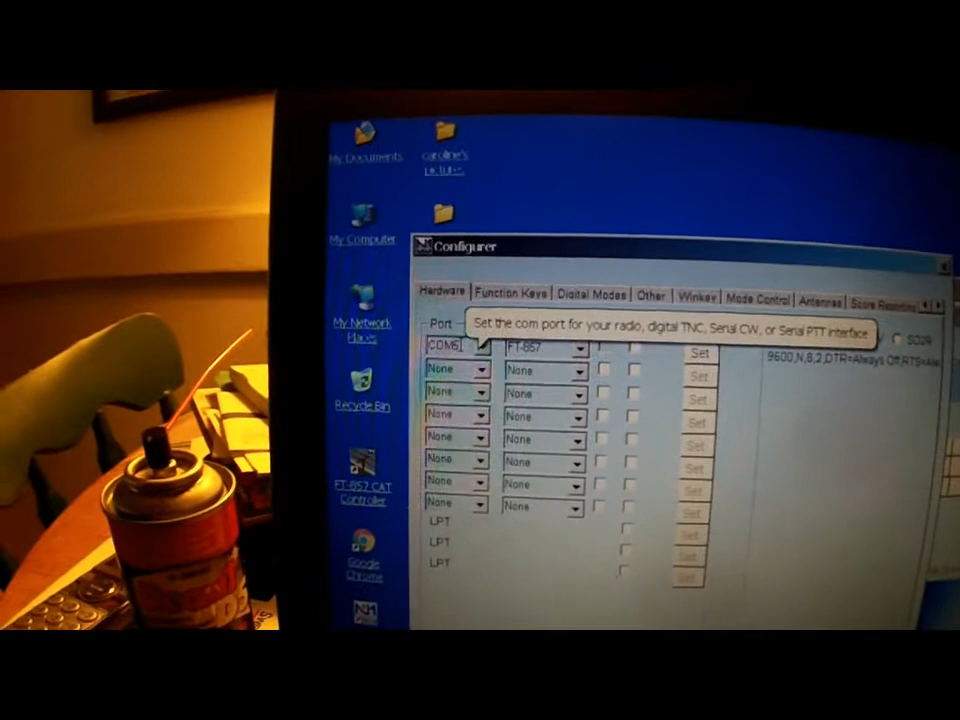 My Documents
caroline's
My Computer
Configurer
Hardware
Function Keys
Digital Modes
Other
Winkey
Mode Control
Antennas
Score Reporting
Port
Set the com port for your radio, digital TNC, Serial CW, or Serial PTT interface
SO2R
COM5
FT-857
Set
9600,N,8,2,DTR=Always Off,RTS=Alw
My Network
Places
None
None
Set
None
None
Set
None
None
Set
None
None
Set
None
None
Set
None
None
Set
None
None
Set
LPT
Set
LPT
Set
LPT
Set
Recycle Bin
FT-857 CAT
Controller
Google
Chrome